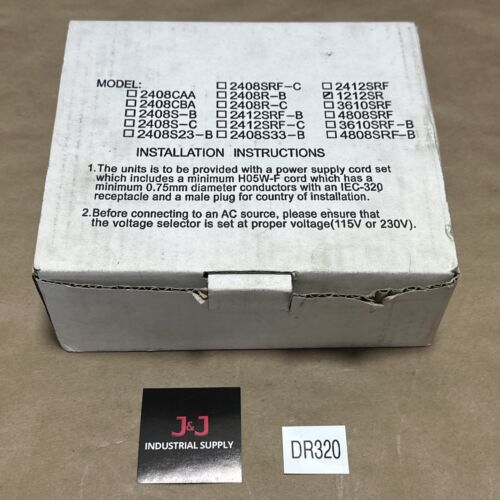 MODEL:
☐2408CAA
☐2408CBA
☐2408S-B
☐2408S-C
☐2408S23-B
☐2408SRF-C
☐2408R-B
☐2408R-C
☐2412SRF-B
☐2412SRF-C
☐2408S33-B
☐2412SRF
☑1212SR
☐3610SRF
☐4808SRF
☐3610SRF-B
☐4808SRF-B
INSTALLATION INSTRUCTIONS
1.The units is to be provided with a power supply cord set
which includes a minimum H05W-F cord which has a
minimum 0.75mm diameter conductors with an IEC-320
receptacle and a male plug for country of installation.
2.Before connecting to an AC source, please ensure that
the voltage selector is set at proper voltage(115V or 230V).
J&J
INDUSTRIAL SUPPLY
DR320